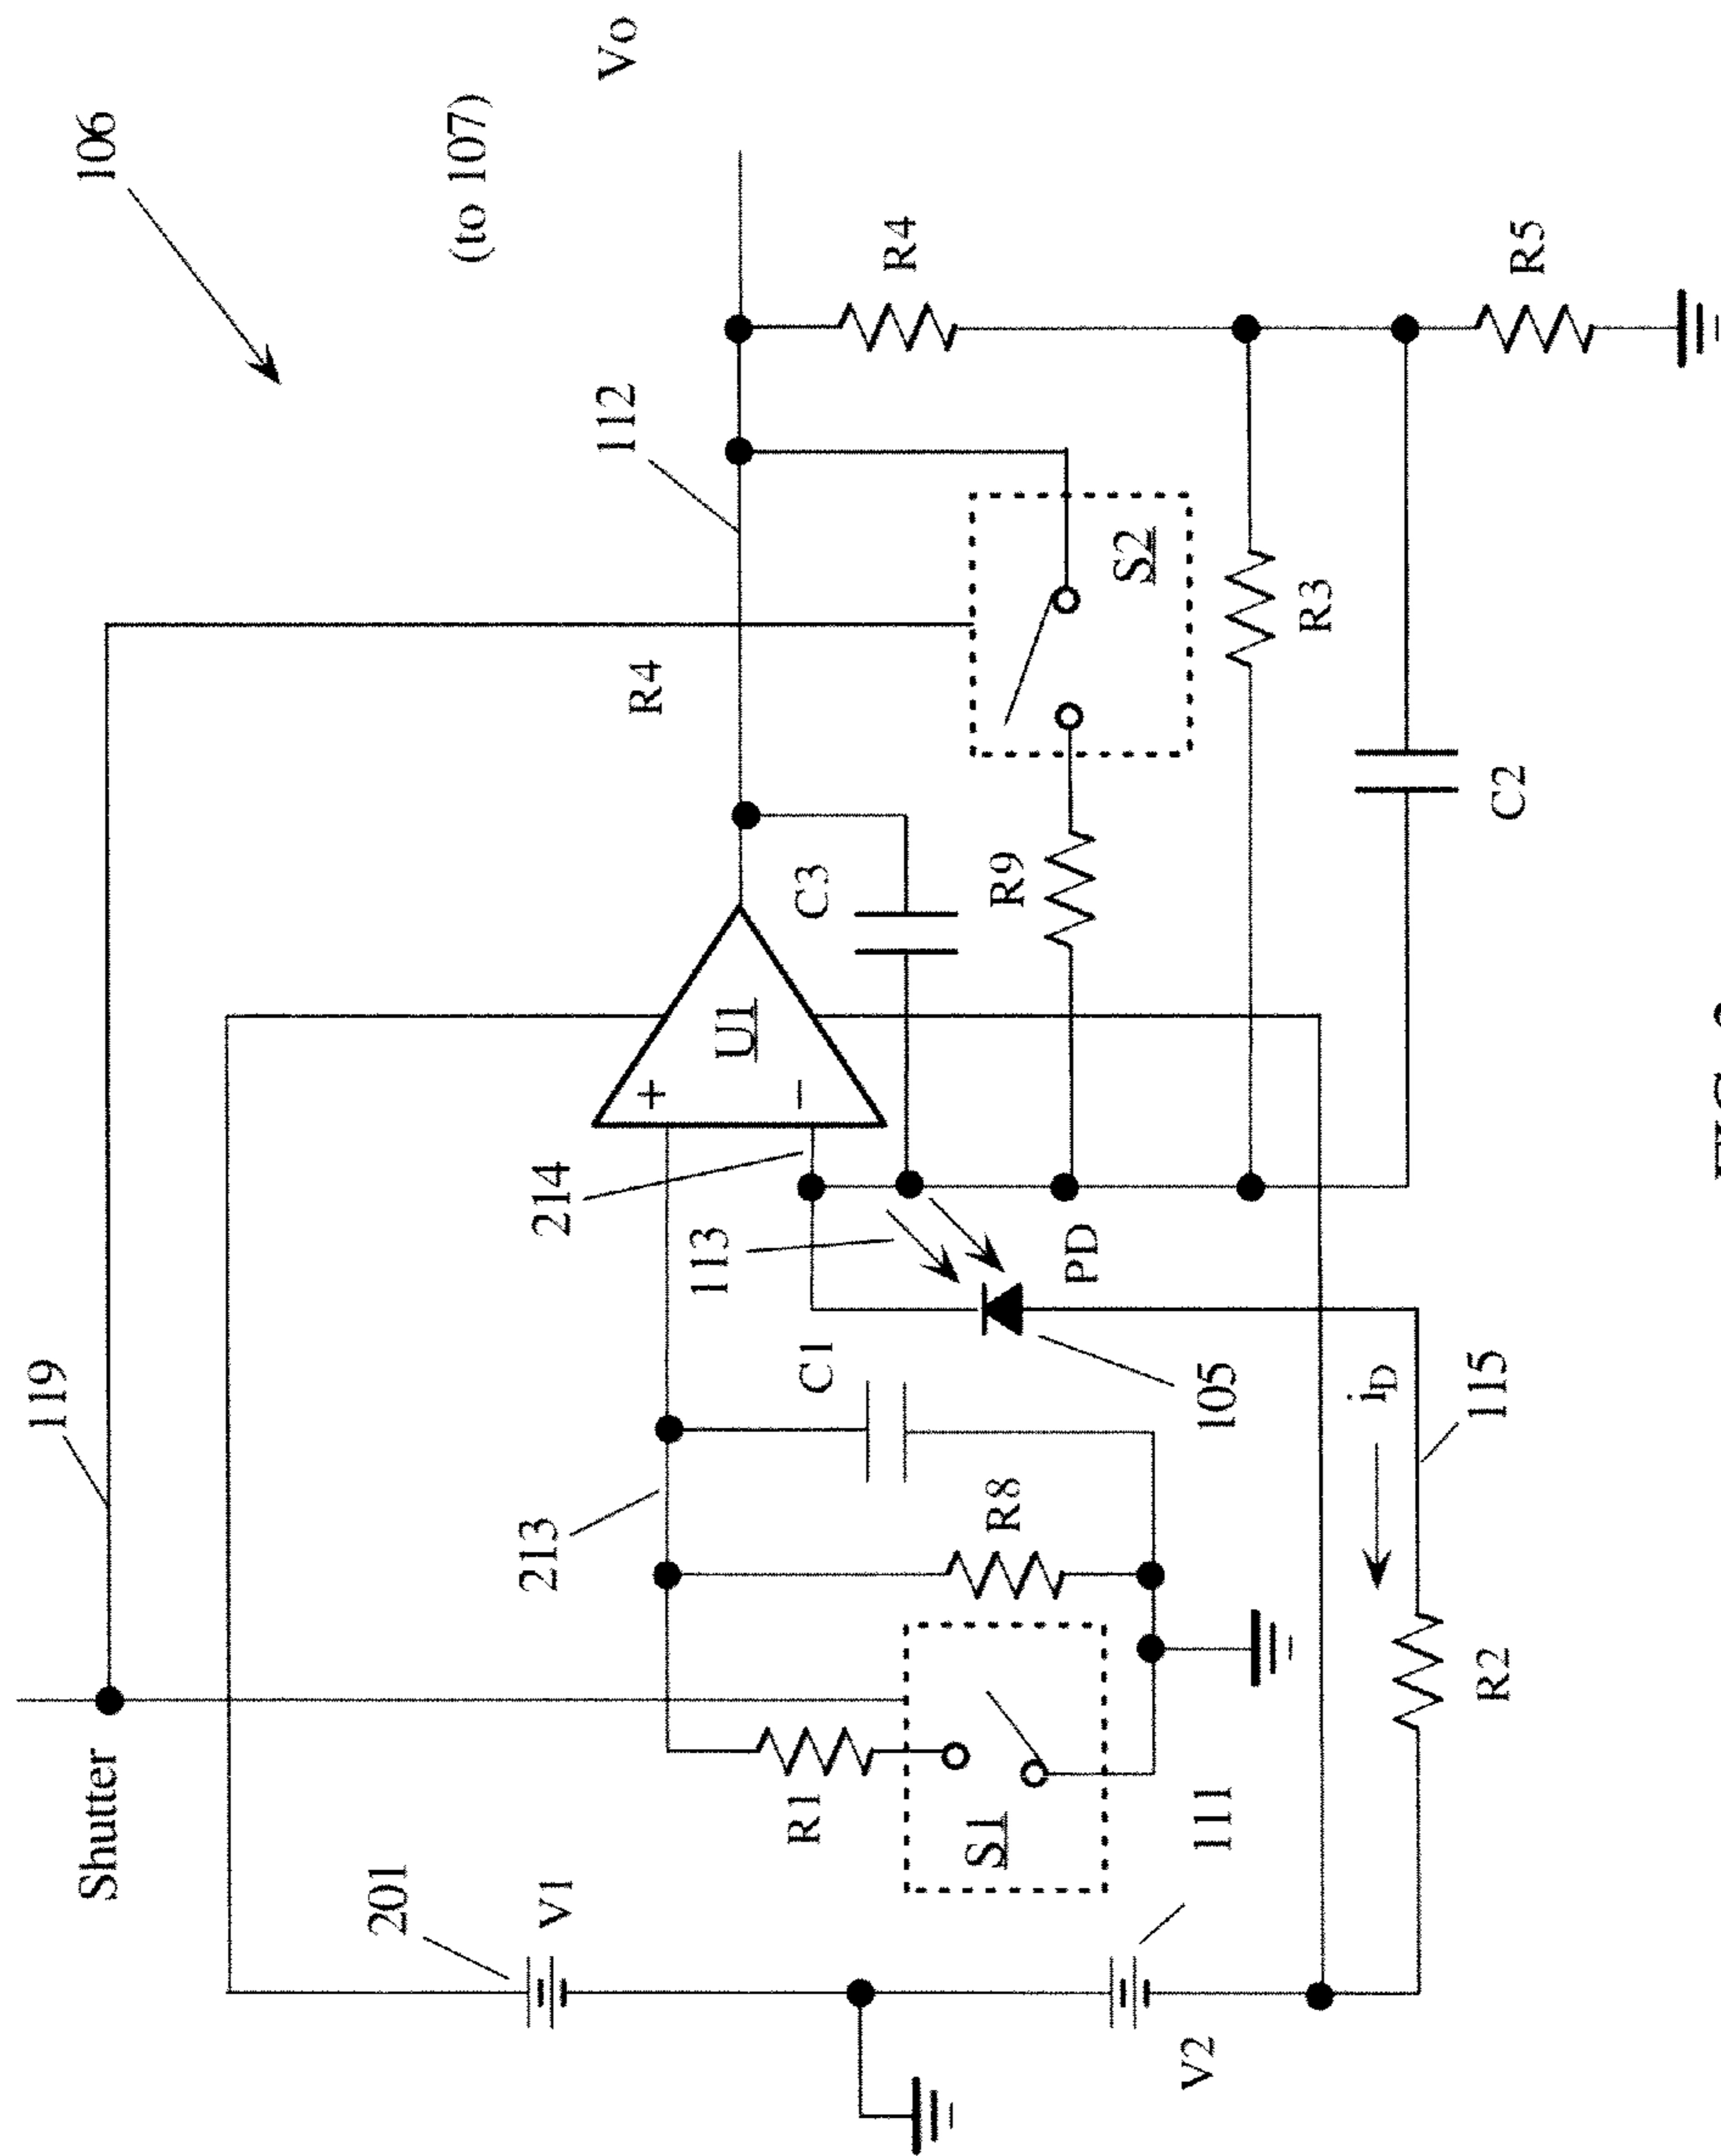 106
(to 107)
Vo
119
Shutter
112
R4
R4
201
V1
213
214
113
+
−
U1
C3
C1
R9
S2
R8
PD
R1
S1
105
R3
R5
111
iD
115
V2
R2
C2